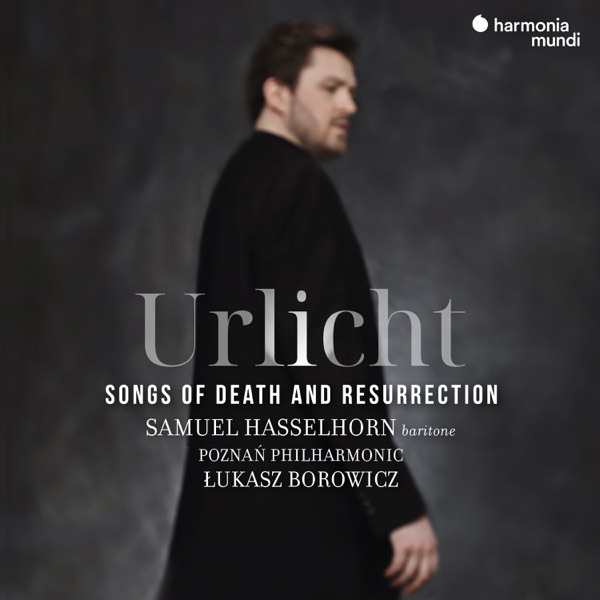 harmonia
mundi
Urlicht
SONGS OF DEATH AND RESURRECTION
SAMUEL HASSELHORN baritone
POZNAŃ PHILHARMONIC
ŁUKASZ BOROWICZ